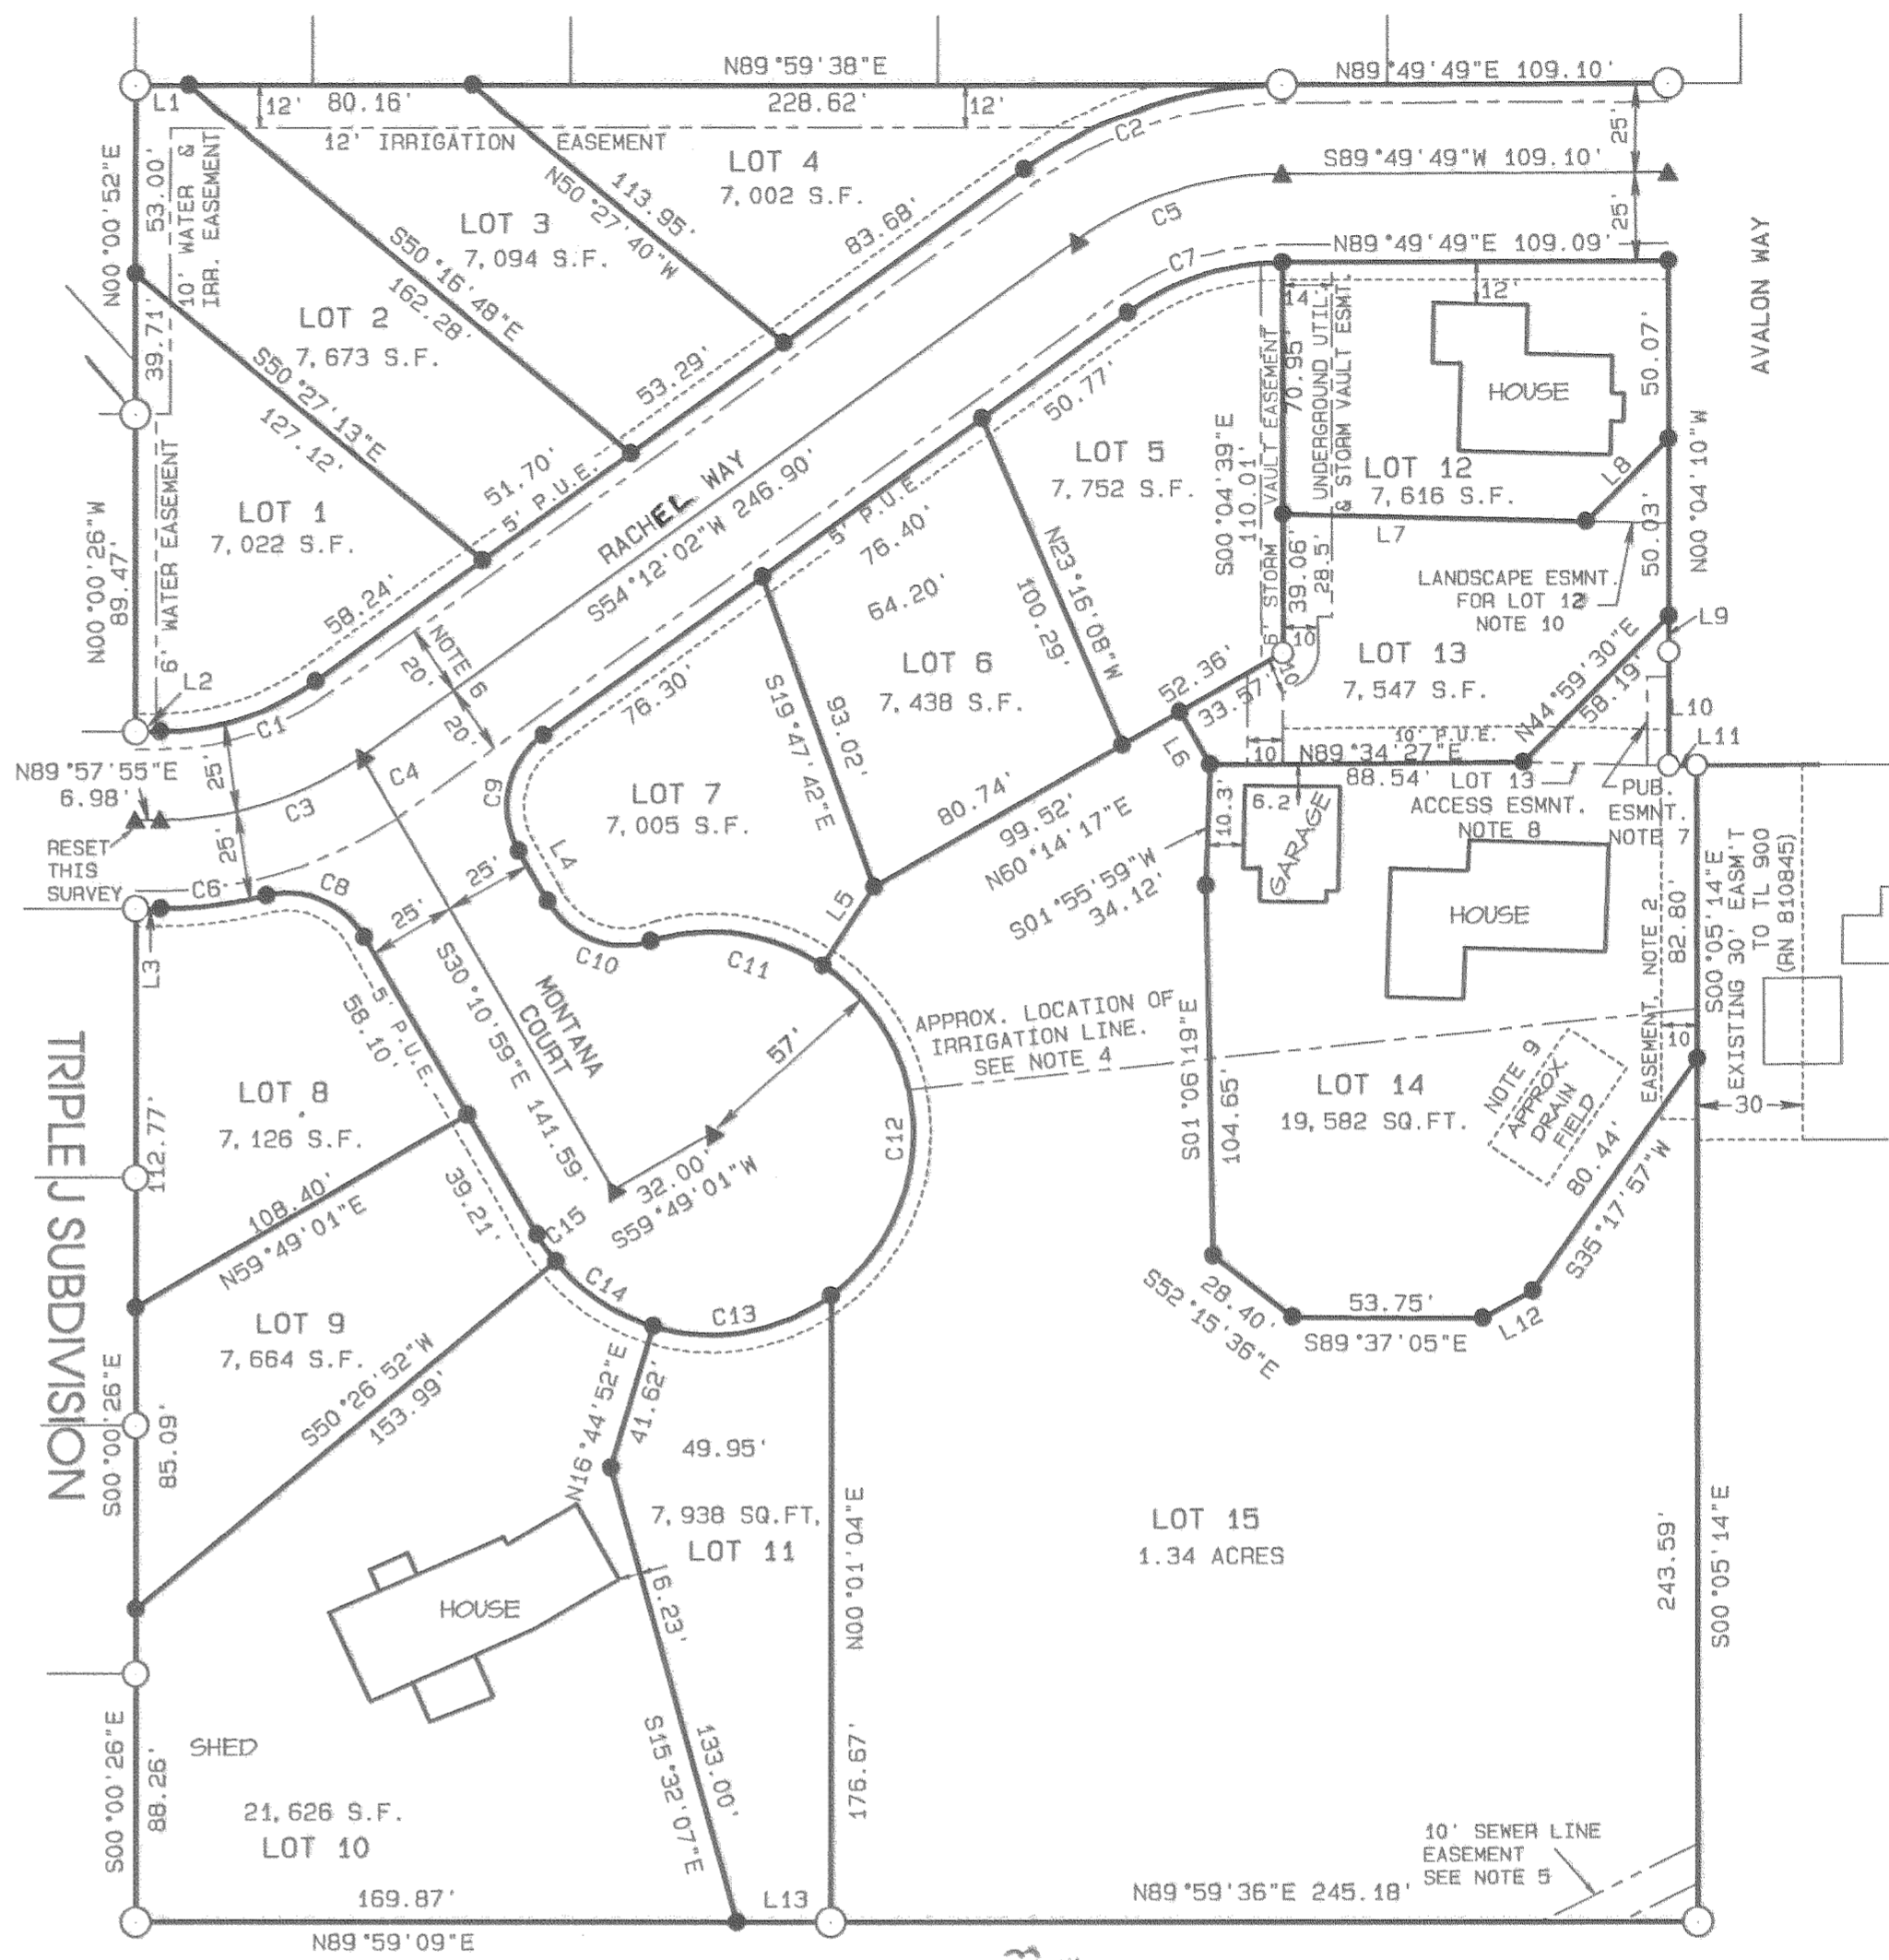 N89°59'38"E
N89°49'49"E 109.10'
L1
12'
80.16'
228.62'
12'
12' IRRIGATION EASEMENT
C2
25'
S89°49'49"W 109.10'
25'
N00°00'52"E
53.00'
10' WATER &
IRR. EASEMENT
LOT 4
7,002 S.F.
113.95'
N50°27'40"W
LOT 3
7,094 S.F.
S50°16'48"E
162.28'
83.68'
C5
C7
N89°49'49"E 109.09'
LOT 2
7,673 S.F.
39.71'
S50°27'13"E
127.12'
53.29'
50.77'
14'
12'
HOUSE
50.07'
AVALON WAY
6' STORM VAULT EASEMENT
70.95'
UNDERGROUND UTIL.
& STORM VAULT ESMT.
LOT 5
7,752 S.F.
S00°04'39"E
110.01'
LOT 12
7,616 S.F.
L8
L7
N00°04'10"W
50.03'
6' WATER EASEMENT
N00°00'26"W
89.47'
LOT 1
7,022 S.F.
51.70'
5' P.U.E.
58.24'
RACHEL WAY
S54°12'02"W 246.90'
5' P.U.E.
76.40'
64.20'
N23°16'08"W
100.29'
39.06'
28.5'
10
10
LANDSCAPE ESMNT.
FOR LOT 12
NOTE 10
L9
LOT 13
7,547 S.F.
N44°59'30"E
58.19'
L2
C1
NOTE 6
20'
20'
76.30'
LOT 6
7,438 S.F.
S19°47'42"E
93.02'
52.36'
33.57'
L6
10
10' P.U.E.
L10
L11
N89°57'55"E
6.98'
25'
25'
C3
C4
RESET
THIS
SURVEY
C9
LOT 7
7,005 S.F.
80.74'
99.52'
N60°14'17"E
N89°34'27"E
88.54'
LOT 13
ACCESS ESMNT.
NOTE 8
PUB.
ESMNT.
NOTE 7
6.2
10.3'
GARAGE
S01°55'59"W
34.12'
C6
C8
L3
L4
25'
25'
L5
C10
C11
HOUSE
EASEMENT, NOTE 2
82.80'
S00°05'14"E
EXISTING 30' EASM'T
TO TL 900
(RN 810845)
TRIPLE J SUBDIVISION
5' P.U.E.
58.10'
S30°10'59"E 141.59'
MONTANA
COURT
57'
APPROX. LOCATION OF
IRRIGATION LINE.
SEE NOTE 4
S01°06'19"E
104.65'
10
30
NOTE 9
APPROX.
DRAIN
FIELD
LOT 14
19,582 SQ.FT.
LOT 8
7,126 S.F.
112.77'
C12
80.44'
S35°17'57"W
32.00'
S59°49'01"W
39.21'
108.40'
N59°49'01"E
C15
C14
C13
S52°15'36"E
28.40'
53.75'
S89°37'05"E
L12
LOT 9
7,664 S.F.
N16°44'52"E
41.62'
S50°26'52"W
153.99'
S00°00'26"E
85.09'
49.95'
7,938 SQ.FT.
LOT 11
N00°01'04"E
176.67'
LOT 15
1.34 ACRES
243.59'
S00°05'14"E
HOUSE
6.23'
133.00'
S15°32'07"E
SHED
S00°00'26"E
88.26'
21,626 S.F.
LOT 10
10' SEWER LINE
EASEMENT
SEE NOTE 5
169.87'
L13
N89°59'36"E 245.18'
N89°59'09"E